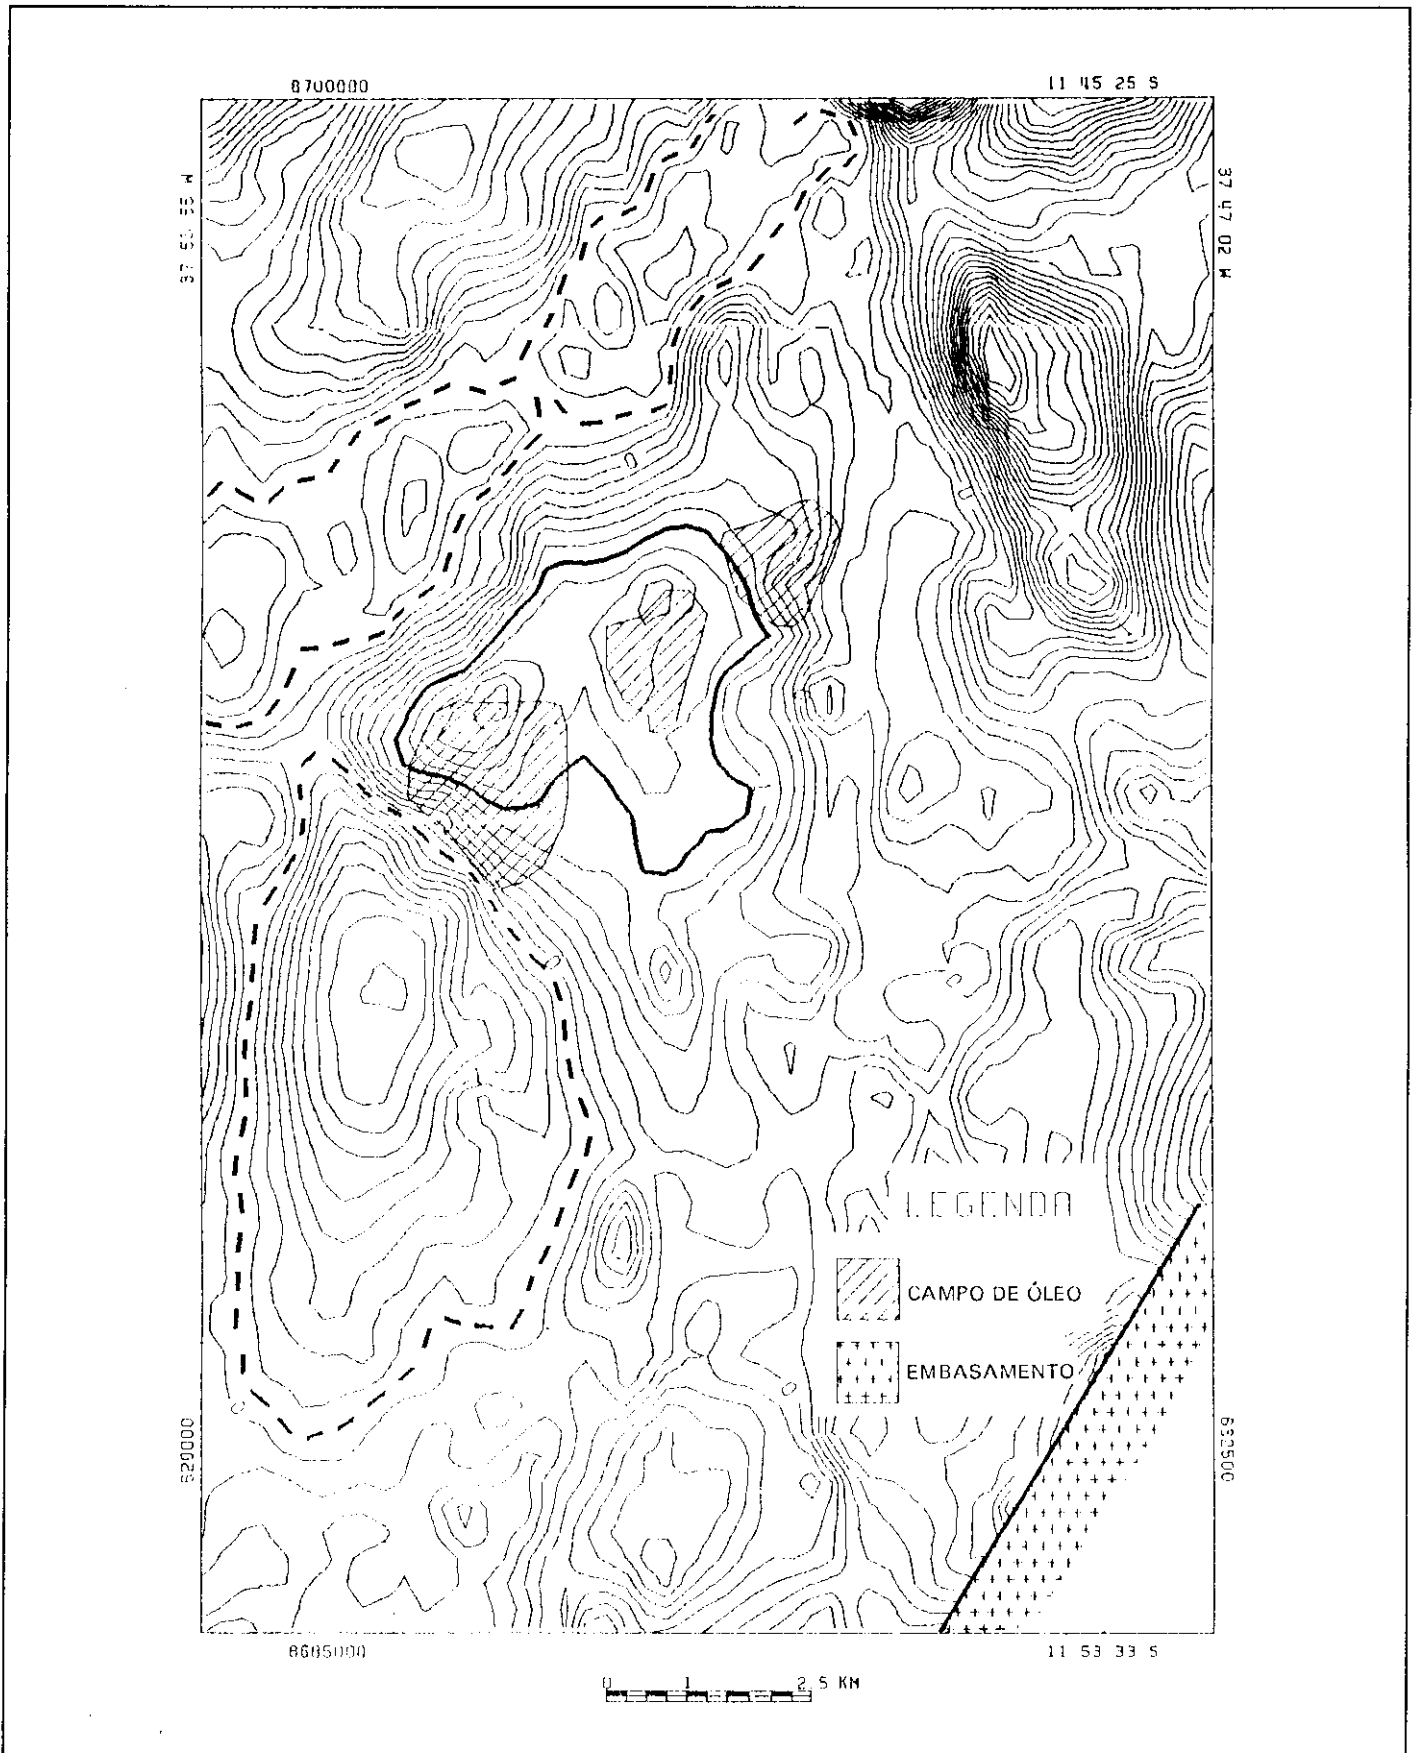 8700000
11 45 25 S
37 53 56 W
37 47 02 W
LEGENDA
CAMPO DE ÓLEO
EMBASAMENTO
620000
632500
8685000
11 53 33 S
0 1 2.5 KM